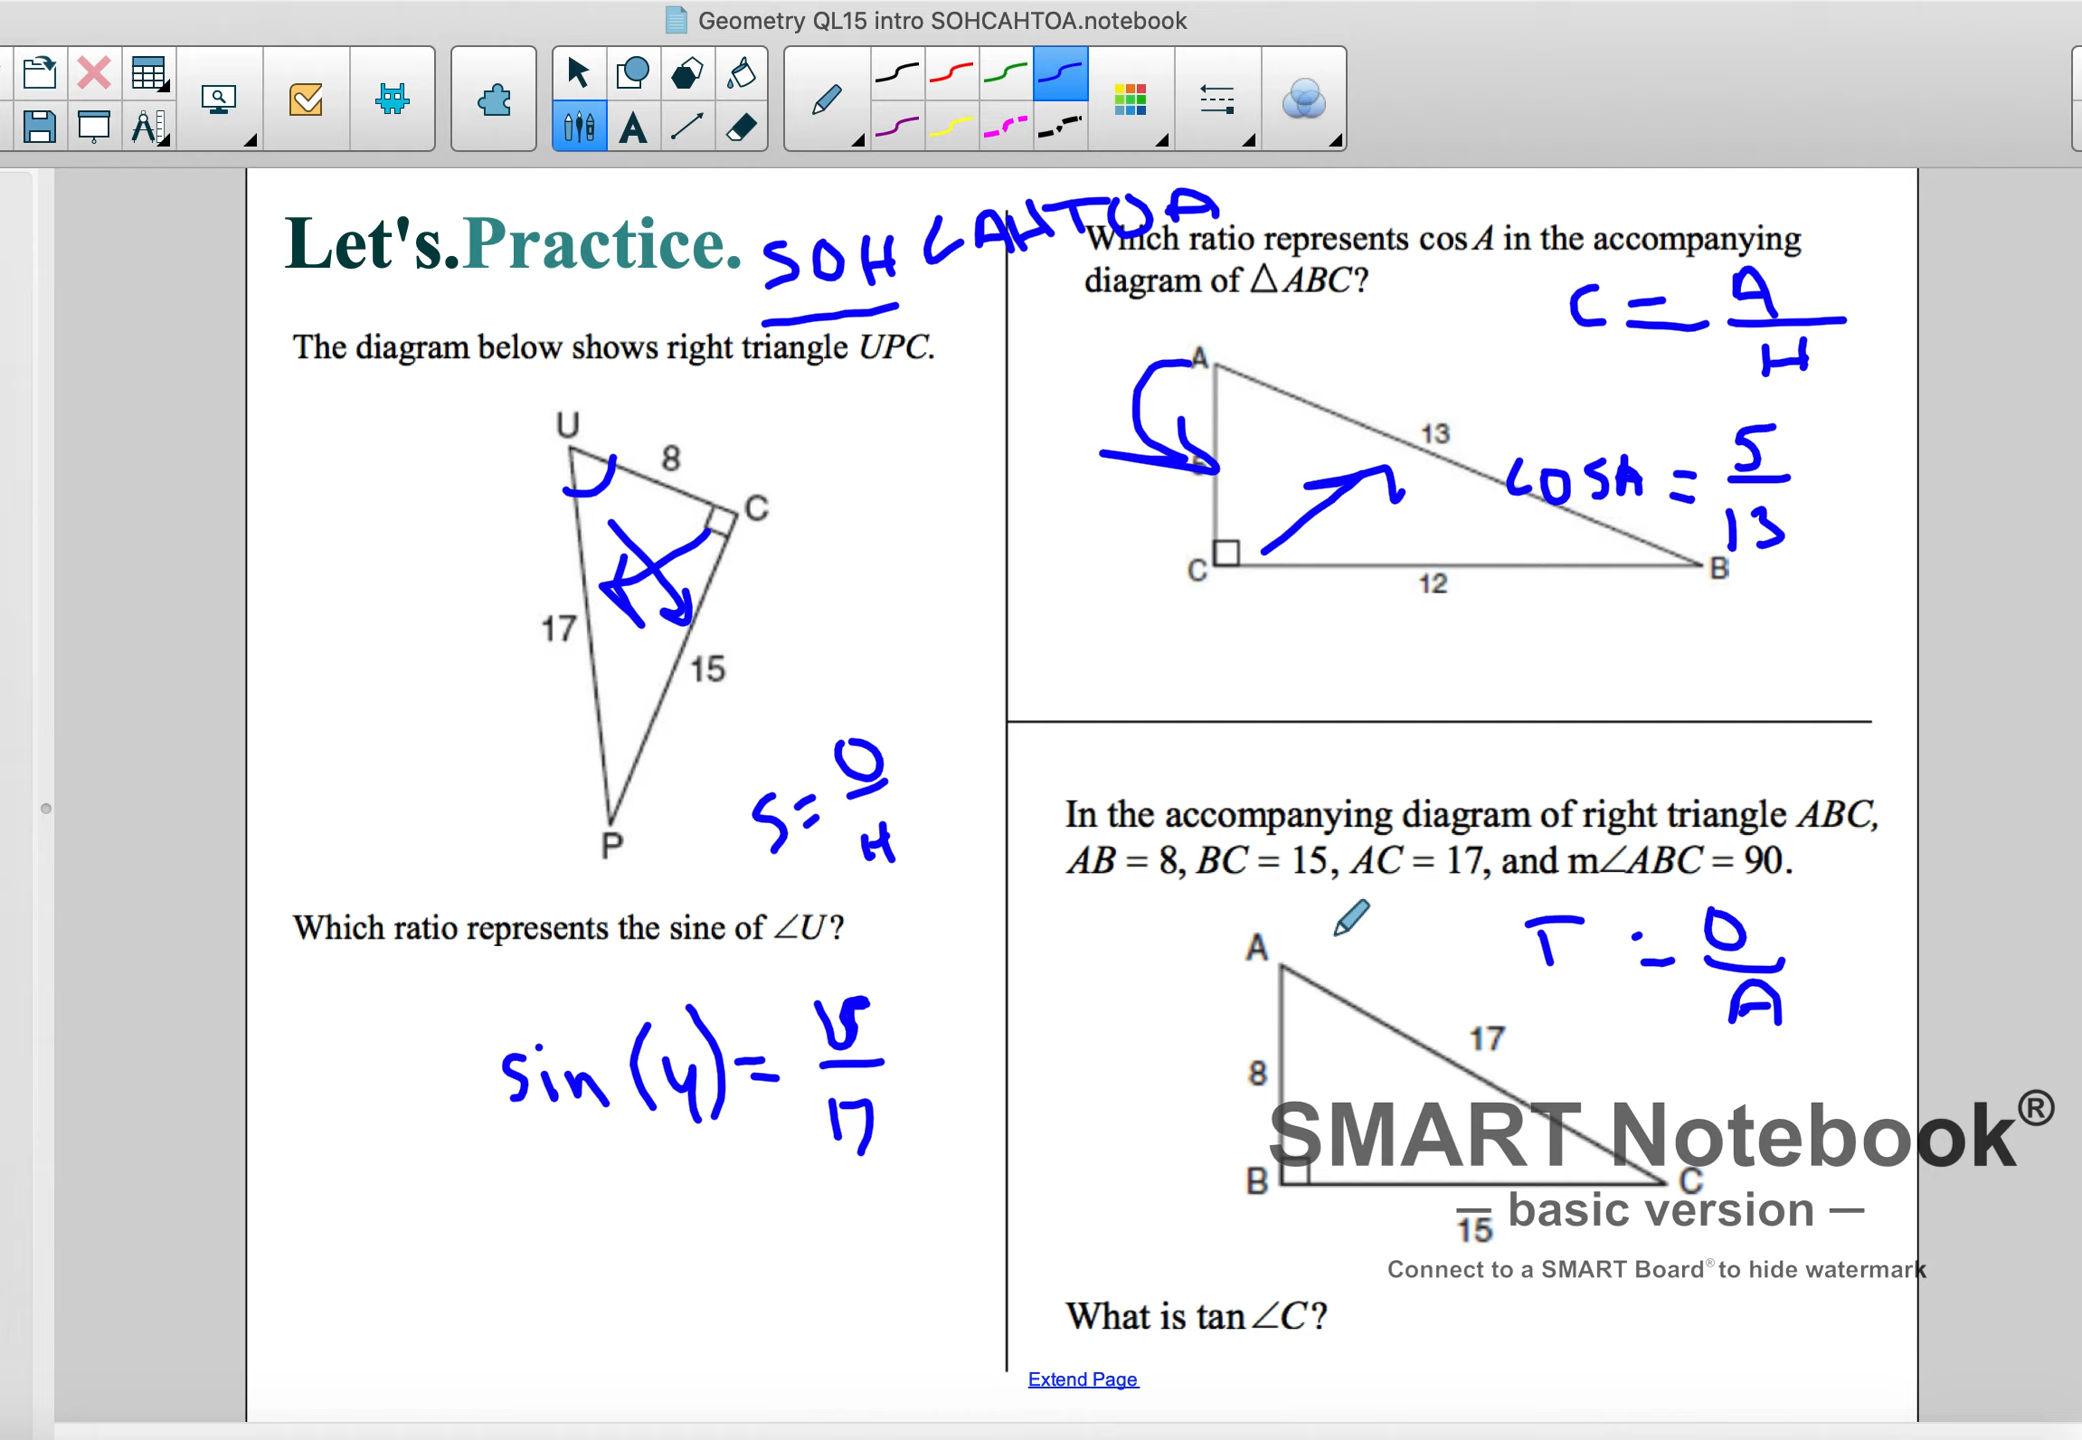 Geometry QL15 intro SOHCAHTOA.notebook
Let's.Practice.
SOH CAHTOA
The diagram below shows right triangle UPC.
U
8
C
17
15
P
S = O
H
Which ratio represents the sine of ∠U?
sin (u) = 15
17
Which ratio represents cos A in the accompanying
diagram of △ABC?
C = A
H
A
13
cos A = 5
13
C
12
B
In the accompanying diagram of right triangle ABC,
AB = 8, BC = 15, AC = 17, and m∠ABC = 90.
T = O
A
A
17
8
B
C
15
SMART Notebook®
— basic version —
Connect to a SMART Board® to hide watermark
What is tan ∠C?
Extend Page